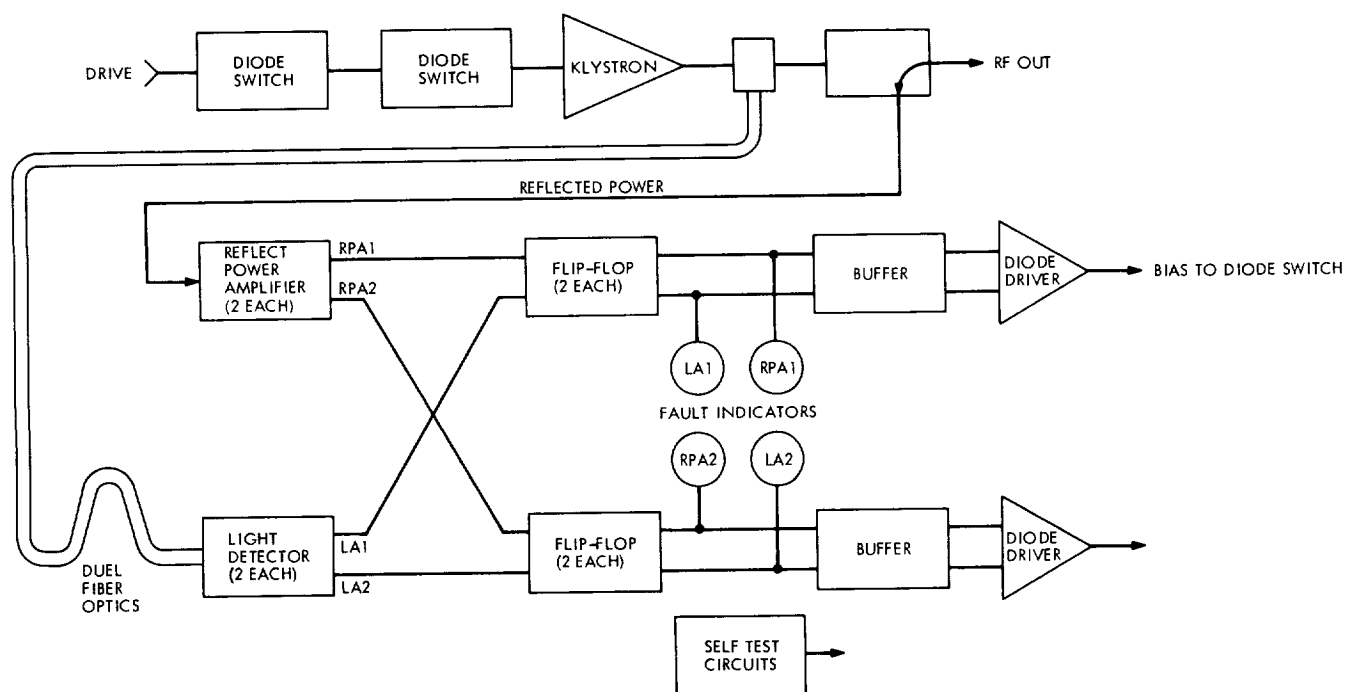 DRIVE
DIODE
SWITCH
DIODE
SWITCH
KLYSTRON
RF OUT
REFLECTED POWER
REFLECT
POWER
AMPLIFIER
(2 EACH)
RPA1
RPA2
FLIP-FLOP
(2 EACH)
BUFFER
DIODE
DRIVER
BIAS TO DIODE SWITCH
LA1
RPA1
FAULT INDICATORS
RPA2
LA2
DUEL
FIBER
OPTICS
LIGHT
DETECTOR
(2 EACH)
LA1
LA2
FLIP-FLOP
(2 EACH)
BUFFER
DIODE
DRIVER
SELF TEST
CIRCUITS